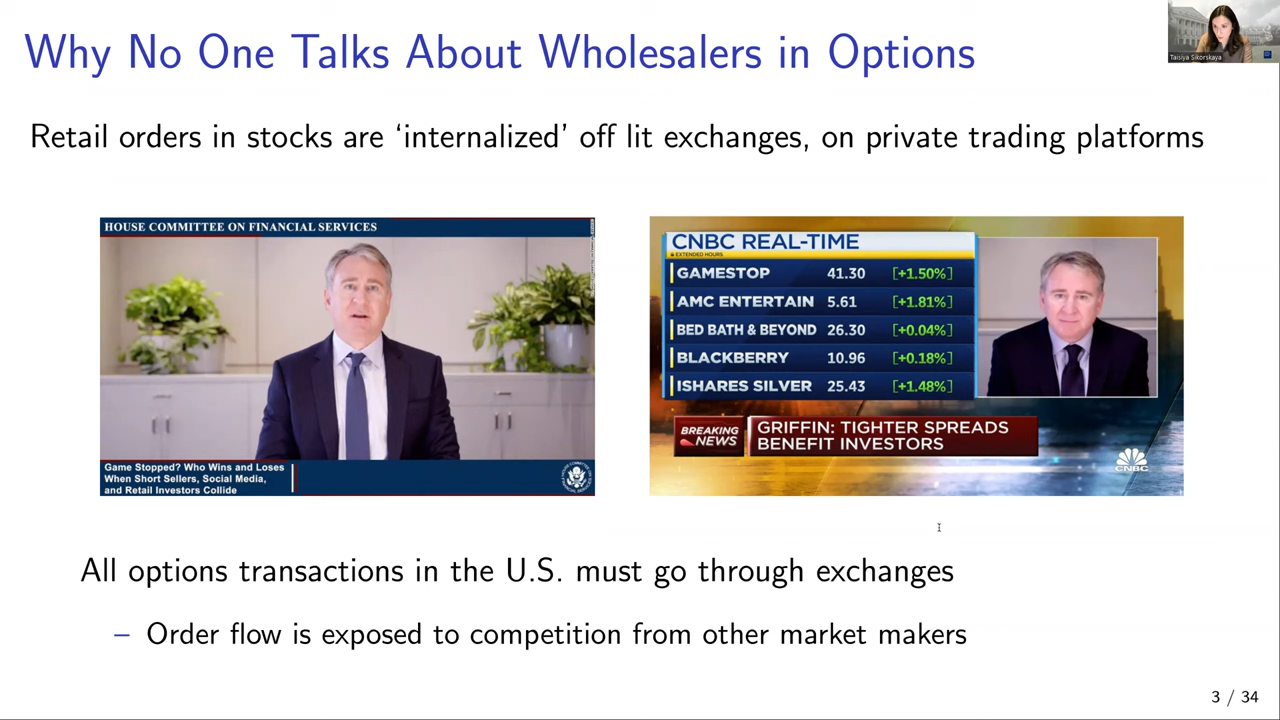 Why No One Talks About Wholesalers in Options
Taisiya Sikorskaya
Retail orders in stocks are ‘internalized’ off lit exchanges, on private trading platforms
HOUSE COMMITTEE ON FINANCIAL SERVICES
Game Stopped? Who Wins and Loses
When Short Sellers, Social Media,
and Retail Investors Collide
CNBC REAL-TIME
EXTENDED HOURS
GAMESTOP 41.30 [+1.50%]
AMC ENTERTAIN 5.61 [+1.81%]
BED BATH & BEYOND 26.30 [+0.04%]
BLACKBERRY 10.96 [+0.18%]
ISHARES SILVER 25.43 [+1.48%]
BREAKING
NEWS
GRIFFIN: TIGHTER SPREADS
BENEFIT INVESTORS
CNBC
All options transactions in the U.S. must go through exchanges
– Order flow is exposed to competition from other market makers
3 / 34